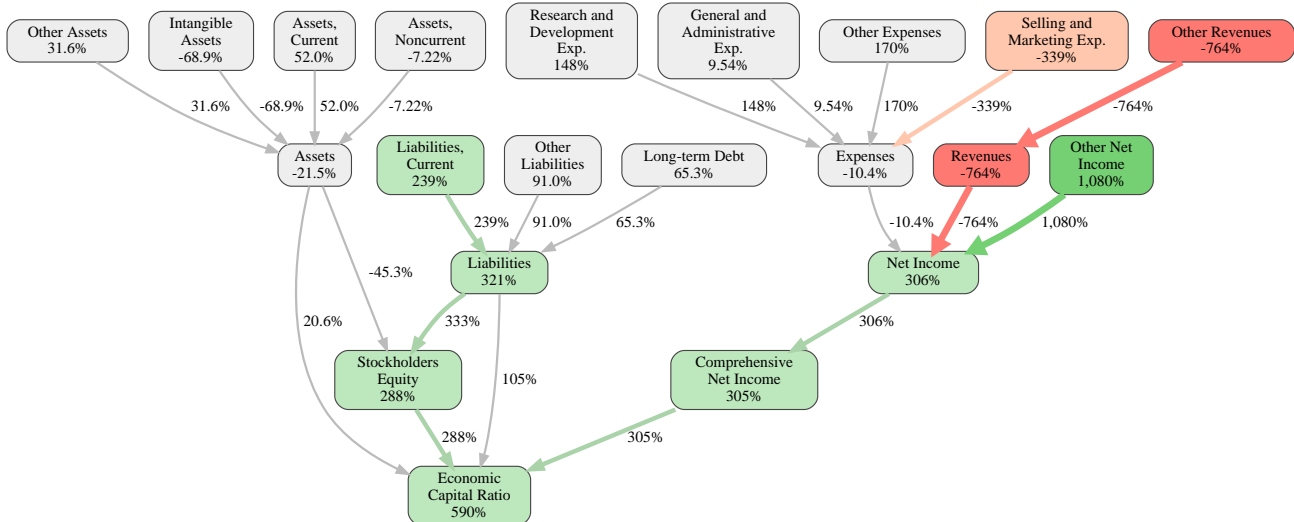 Other Assets
31.6%
Intangible
Assets
-68.9%
Assets,
Current
52.0%
Assets,
Noncurrent
-7.22%
Research and
Development
Exp.
148%
General and
Administrative
Exp.
9.54%
Other Expenses
170%
Selling and
Marketing Exp.
-339%
Other Revenues
-764%
31.6%
-68.9%
52.0%
-7.22%
148%
9.54%
170%
-339%
-764%
Assets
-21.5%
Liabilities,
Current
239%
Other
Liabilities
91.0%
Long-term Debt
65.3%
Expenses
-10.4%
Revenues
-764%
Other Net
Income
1,080%
239%
91.0%
65.3%
-10.4%
-764%
1,080%
-45.3%
Liabilities
321%
Net Income
306%
20.6%
333%
306%
Stockholders
Equity
288%
105%
Comprehensive
Net Income
305%
288%
305%
Economic
Capital Ratio
590%